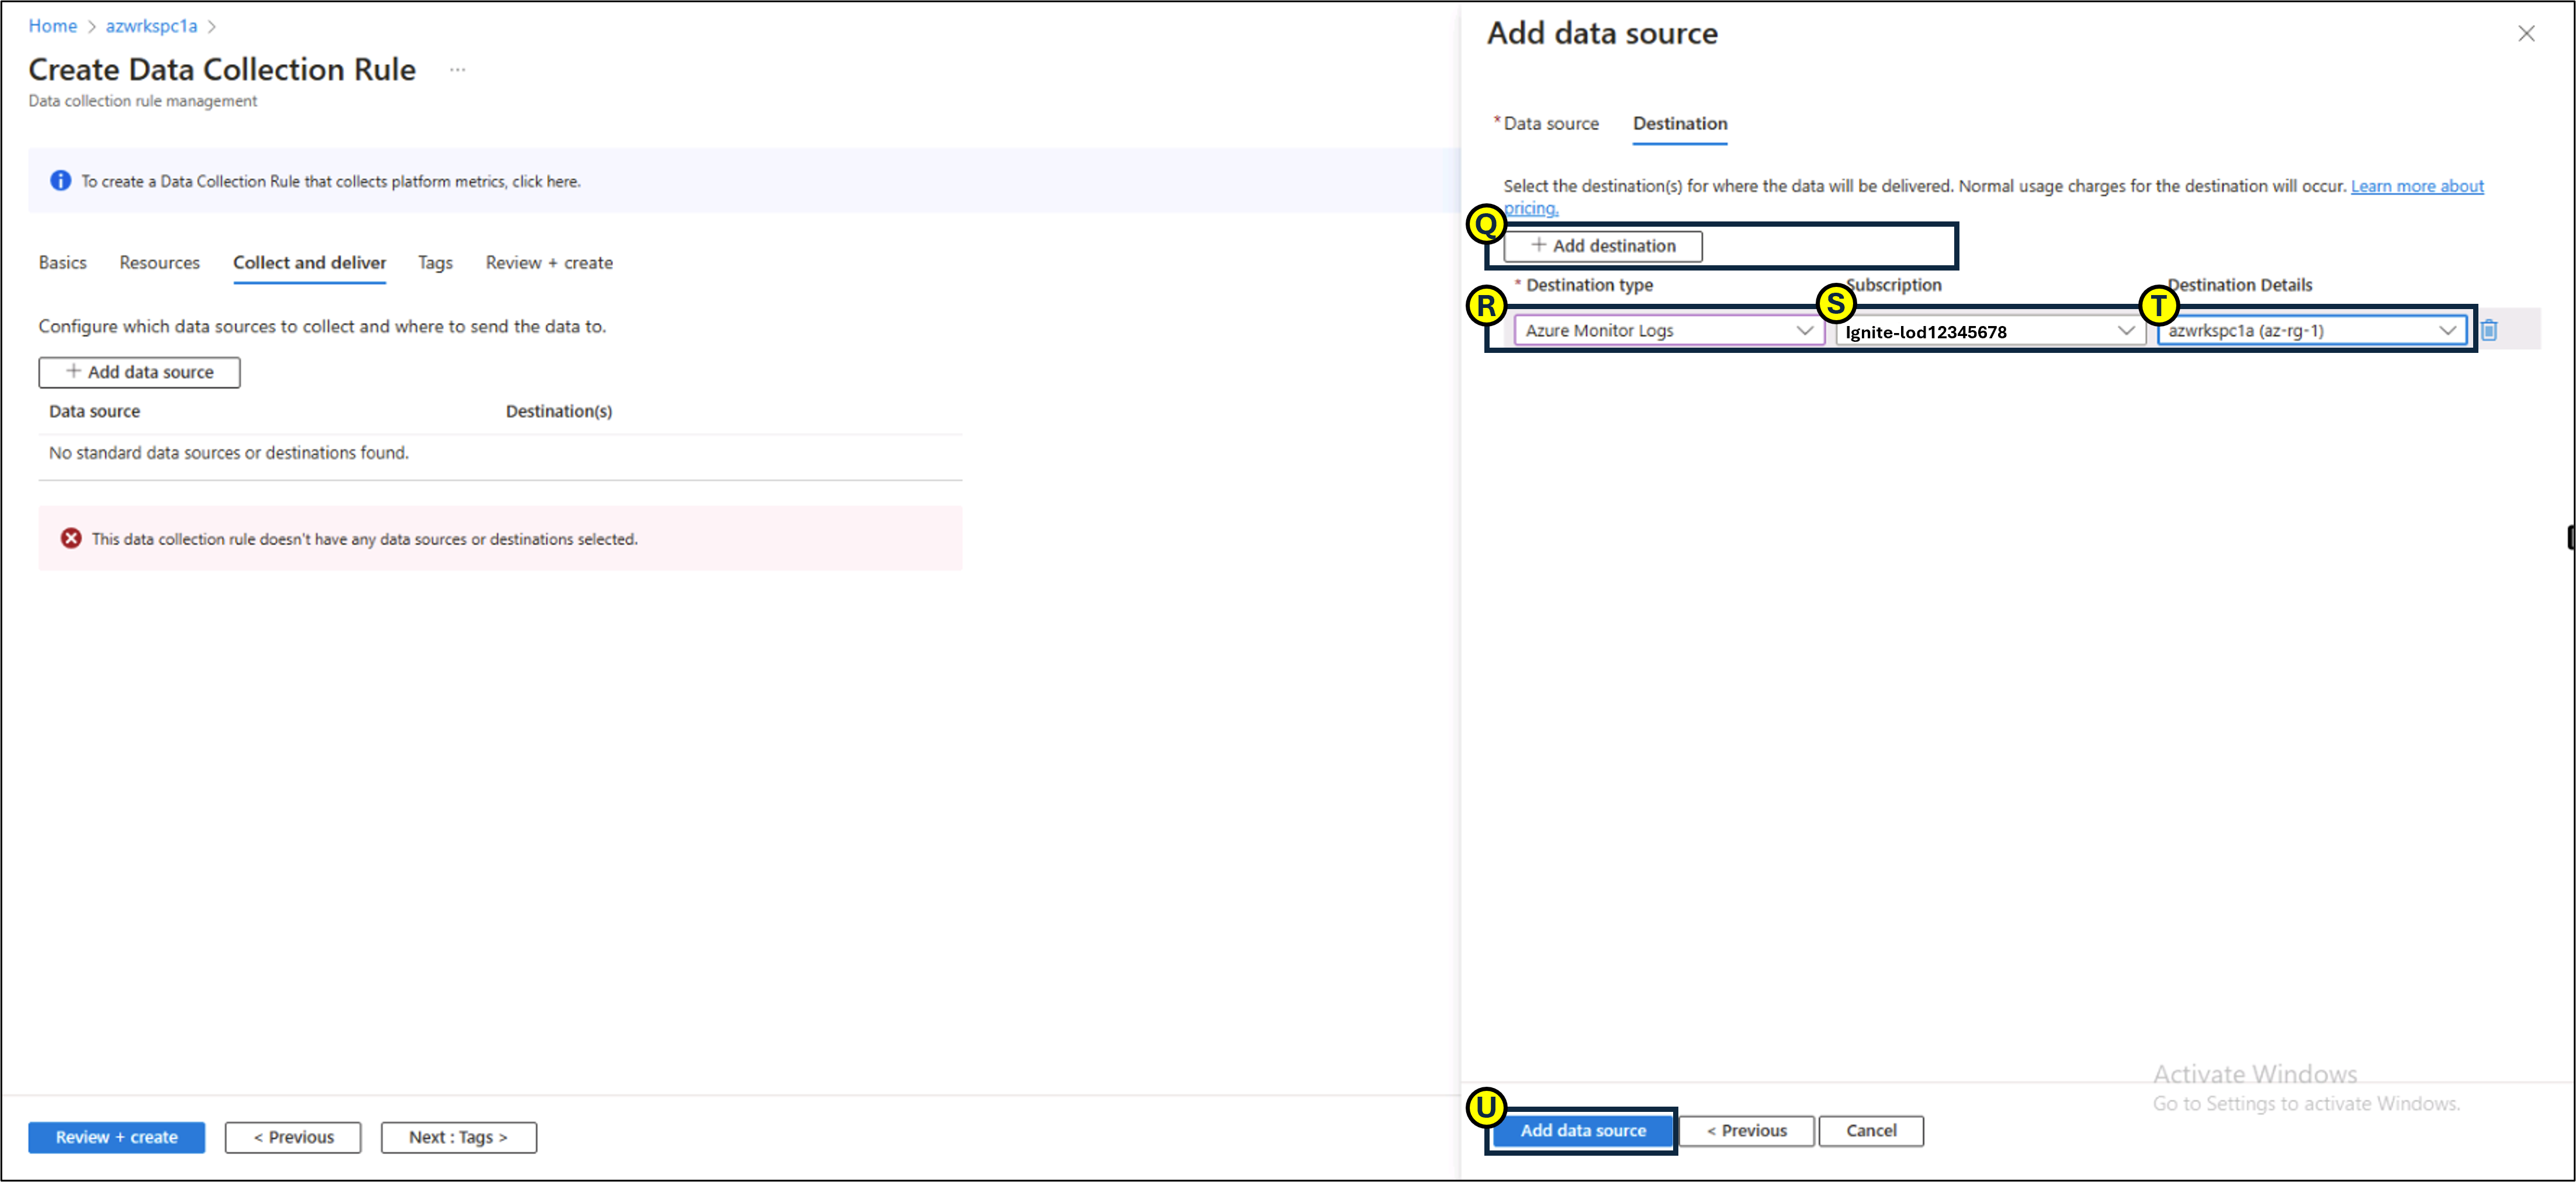 Home > azwrkspc1a >
Create Data Collection Rule ...
Data collection rule management
To create a Data Collection Rule that collects platform metrics, click here.
Basics Resources Collect and deliver Tags Review + create
Configure which data sources to collect and where to send the data to.
+ Add data source
Data source Destination(s)
No standard data sources or destinations found.
This data collection rule doesn't have any data sources or destinations selected.
Review + create < Previous Next : Tags >
Add data source
* Data source Destination
Select the destination(s) for where the data will be delivered. Normal usage charges for the destination will occur. Learn more about
pricing.
Q
+ Add destination
* Destination type Subscription Destination Details
R S T
Azure Monitor Logs Ignite-lod12345678 azwrkspc1a (az-rg-1)
Activate Windows
Go to Settings to activate Windows.
U
Add data source < Previous Cancel